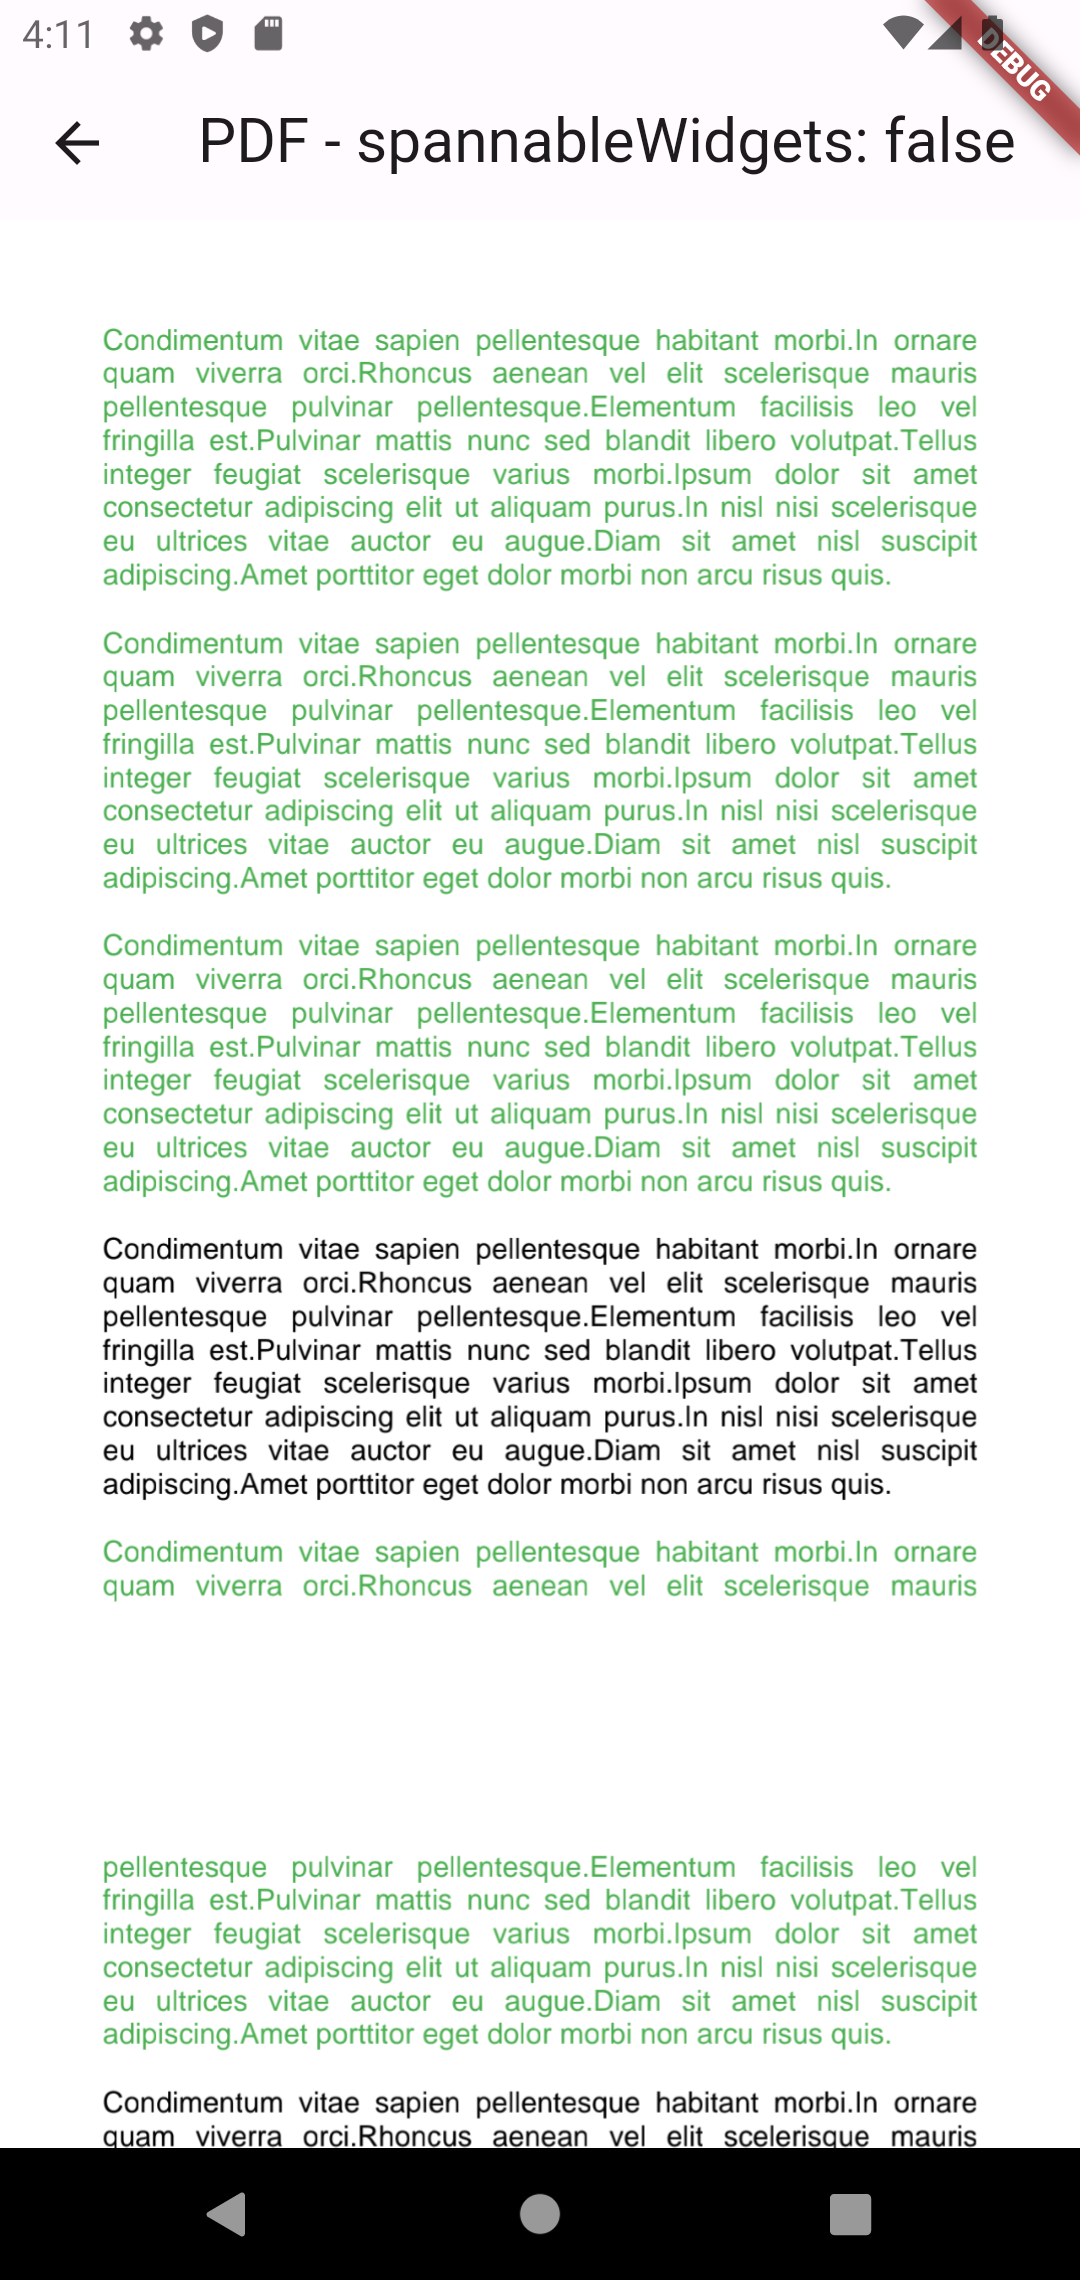 4:11
DEBUG
PDF - spannableWidgets: false
Condimentum vitae sapien pellentesque habitant morbi.In ornare
quam viverra orci.Rhoncus aenean vel elit scelerisque mauris
pellentesque pulvinar pellentesque.Elementum facilisis leo vel
fringilla est.Pulvinar mattis nunc sed blandit libero volutpat.Tellus
integer feugiat scelerisque varius morbi.Ipsum dolor sit amet
consectetur adipiscing elit ut aliquam purus.In nisl nisi scelerisque
eu ultrices vitae auctor eu augue.Diam sit amet nisl suscipit
adipiscing.Amet porttitor eget dolor morbi non arcu risus quis.
Condimentum vitae sapien pellentesque habitant morbi.In ornare
quam viverra orci.Rhoncus aenean vel elit scelerisque mauris
pellentesque pulvinar pellentesque.Elementum facilisis leo vel
fringilla est.Pulvinar mattis nunc sed blandit libero volutpat.Tellus
integer feugiat scelerisque varius morbi.Ipsum dolor sit amet
consectetur adipiscing elit ut aliquam purus.In nisl nisi scelerisque
eu ultrices vitae auctor eu augue.Diam sit amet nisl suscipit
adipiscing.Amet porttitor eget dolor morbi non arcu risus quis.
Condimentum vitae sapien pellentesque habitant morbi.In ornare
quam viverra orci.Rhoncus aenean vel elit scelerisque mauris
pellentesque pulvinar pellentesque.Elementum facilisis leo vel
fringilla est.Pulvinar mattis nunc sed blandit libero volutpat.Tellus
integer feugiat scelerisque varius morbi.Ipsum dolor sit amet
consectetur adipiscing elit ut aliquam purus.In nisl nisi scelerisque
eu ultrices vitae auctor eu augue.Diam sit amet nisl suscipit
adipiscing.Amet porttitor eget dolor morbi non arcu risus quis.
Condimentum vitae sapien pellentesque habitant morbi.In ornare
quam viverra orci.Rhoncus aenean vel elit scelerisque mauris
pellentesque pulvinar pellentesque.Elementum facilisis leo vel
fringilla est.Pulvinar mattis nunc sed blandit libero volutpat.Tellus
integer feugiat scelerisque varius morbi.Ipsum dolor sit amet
consectetur adipiscing elit ut aliquam purus.In nisl nisi scelerisque
eu ultrices vitae auctor eu augue.Diam sit amet nisl suscipit
adipiscing.Amet porttitor eget dolor morbi non arcu risus quis.
Condimentum vitae sapien pellentesque habitant morbi.In ornare
quam viverra orci.Rhoncus aenean vel elit scelerisque mauris
pellentesque pulvinar pellentesque.Elementum facilisis leo vel
fringilla est.Pulvinar mattis nunc sed blandit libero volutpat.Tellus
integer feugiat scelerisque varius morbi.Ipsum dolor sit amet
consectetur adipiscing elit ut aliquam purus.In nisl nisi scelerisque
eu ultrices vitae auctor eu augue.Diam sit amet nisl suscipit
adipiscing.Amet porttitor eget dolor morbi non arcu risus quis.
Condimentum vitae sapien pellentesque habitant morbi.In ornare
quam viverra orci.Rhoncus aenean vel elit scelerisque mauris